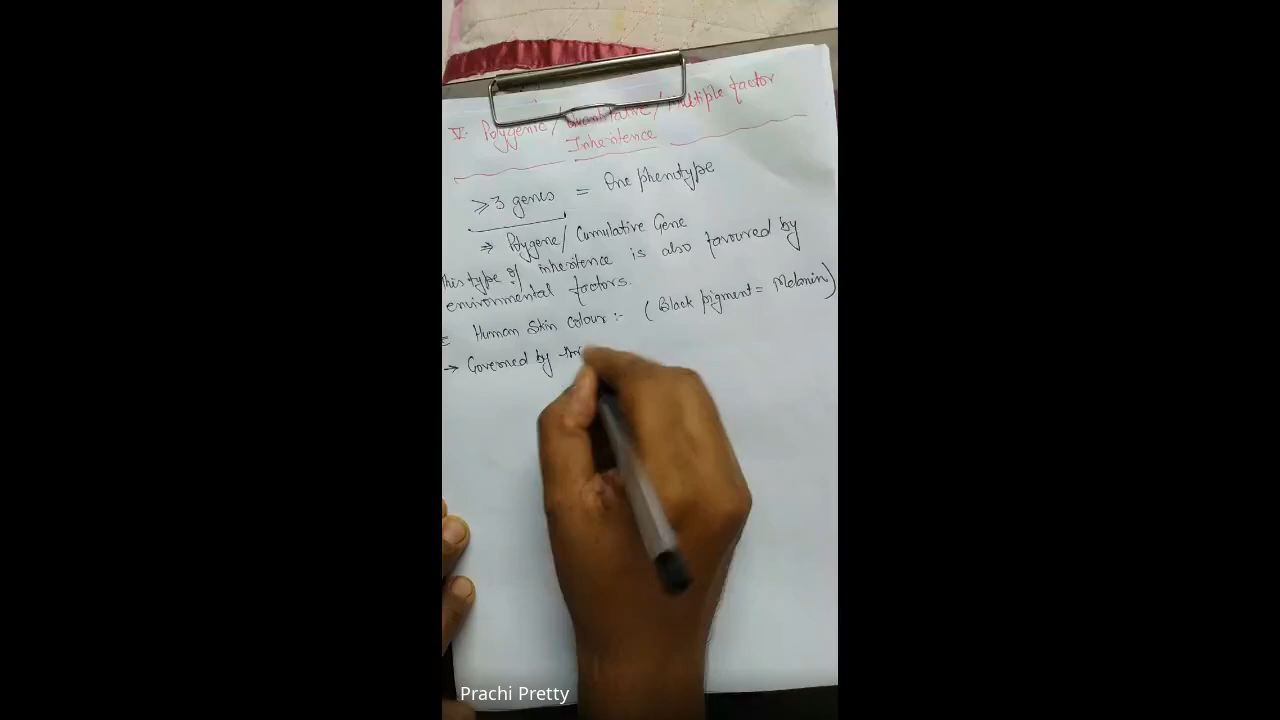 V. Polygenic / Quantitative / Multiple factor
Inheritence
≥3 genes = One phenotype
⇒ Polygene / Cumulative Gene
This type of inheritence is also favoured by
environmental factors.
Human Skin Colour :- (Black pigment = Melanin)
→ Governed by
Prachi Pretty